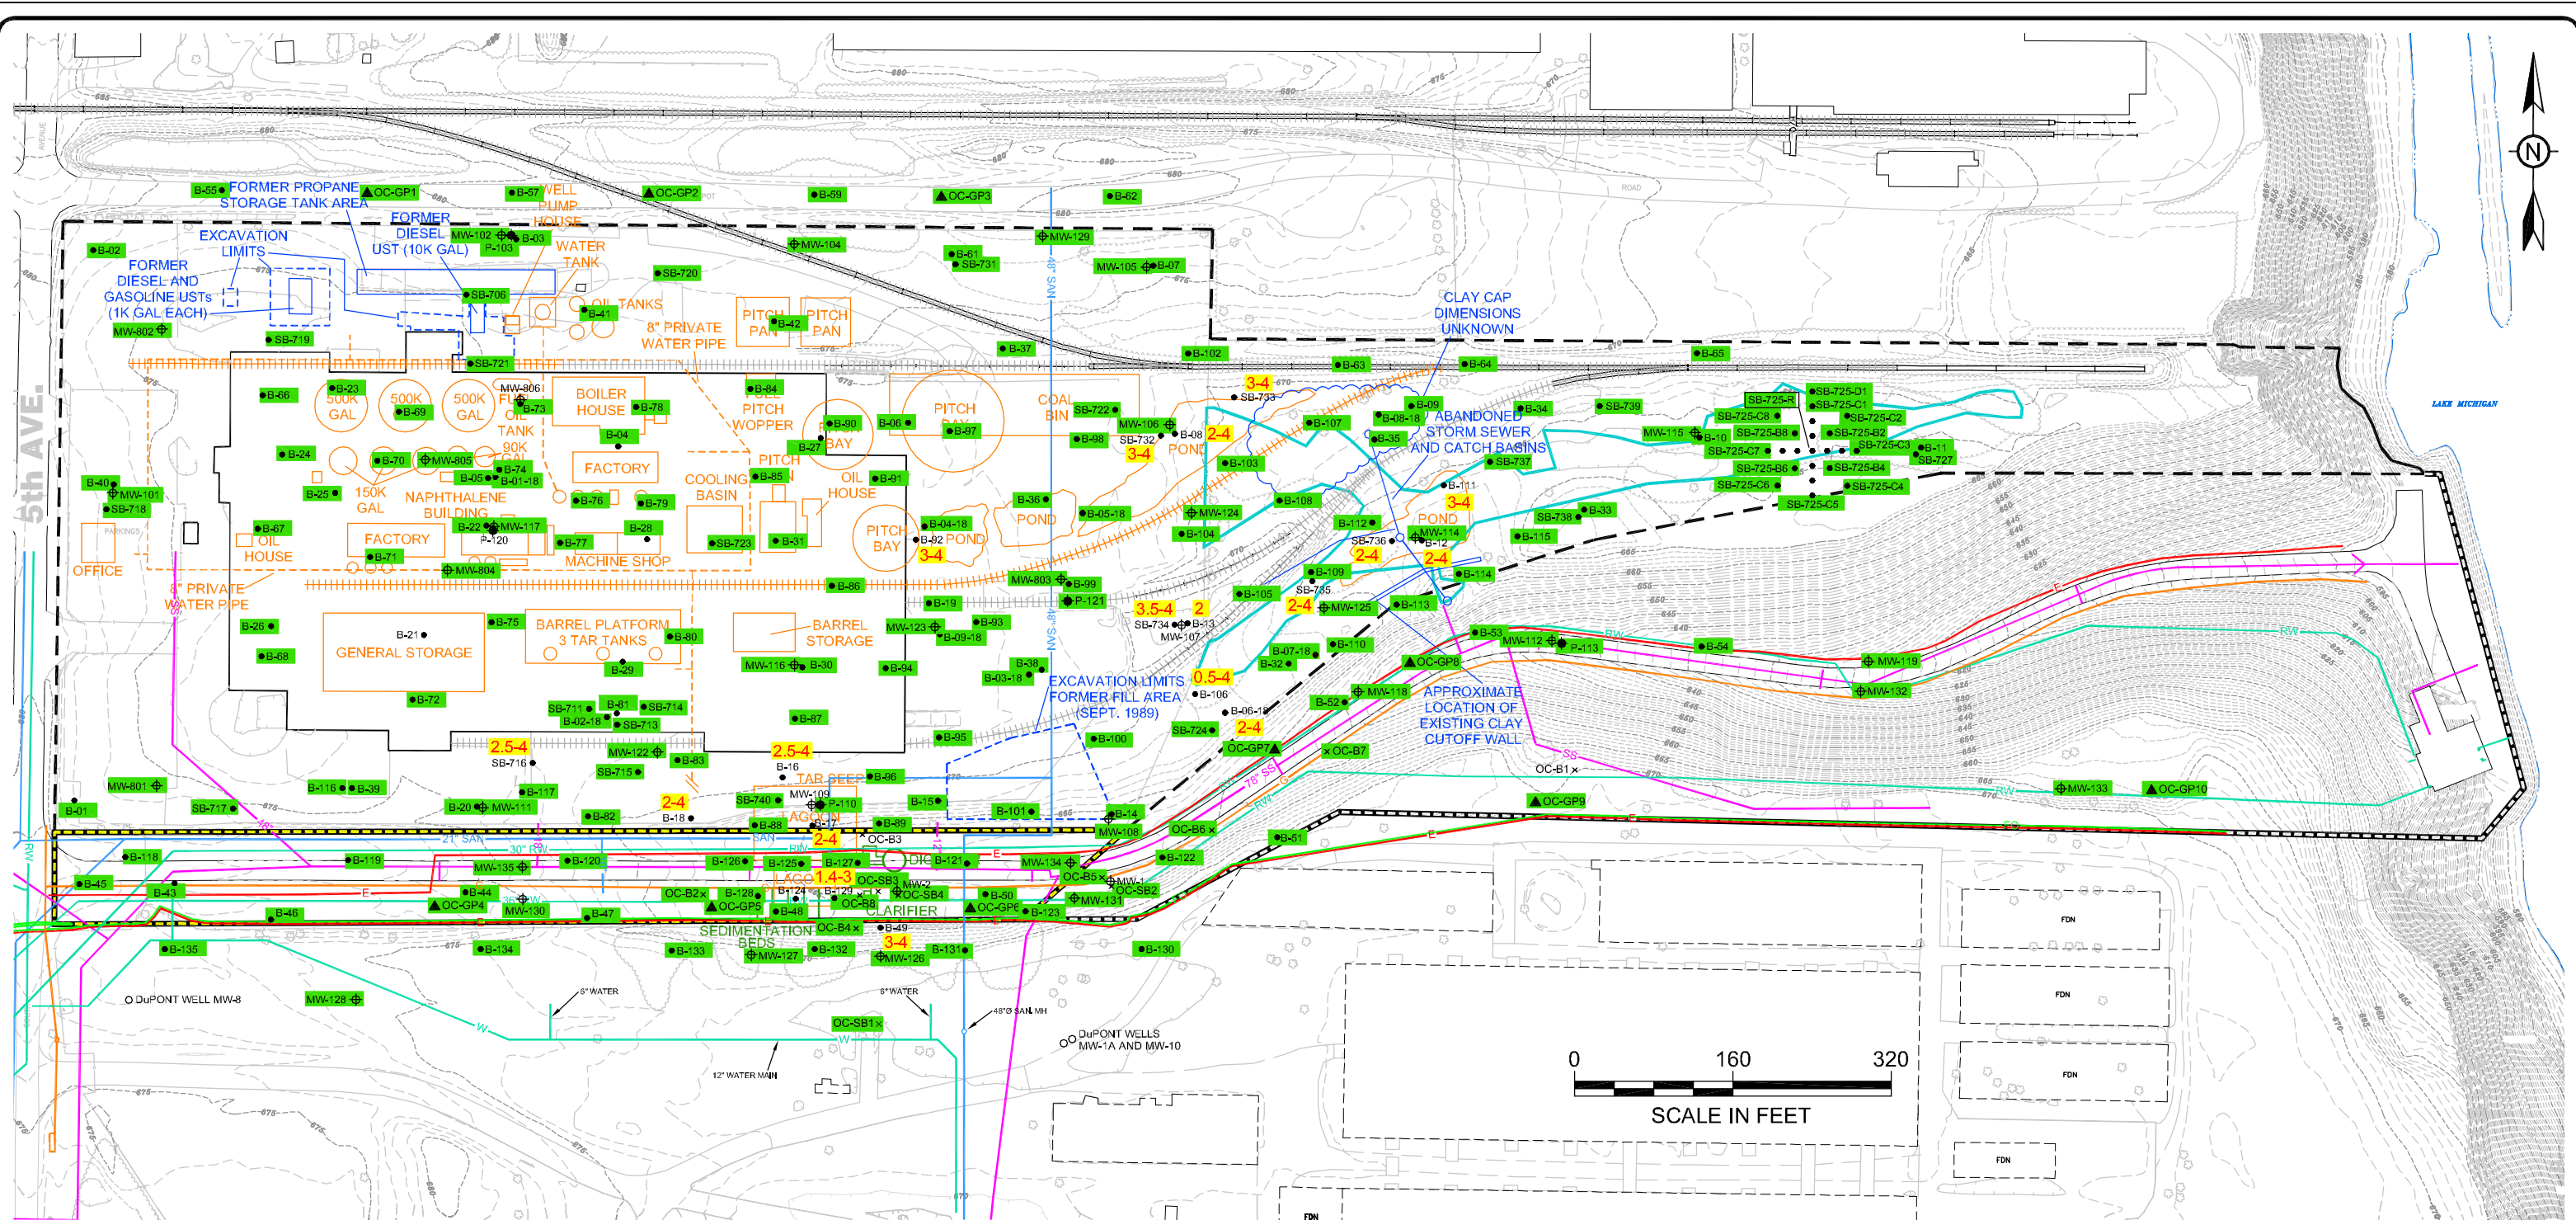 B-55
FORMER PROPANE
STORAGE TANK AREA
OC-GP1
B-57
WELL
PUMP
HOUSE
OC-GP2
B-59
OC-GP3
B-62
ROAD
AVENUE
5th AVE.
LAKE MICHIGAN
N
B-02
EXCAVATION
LIMITS
FORMER
DIESEL
UST (10K GAL)
MW-102
B-03
P-103
WATER
TANK
MW-104
MW-129
B-61
SB-731
MW-105
B-07
FORMER
DIESEL AND
GASOLINE USTs
(1K GAL EACH)
SB-720
SB-706
OIL TANKS
B-41
MW-802
SB-719
SB-721
8" PRIVATE
WATER PIPE
PITCH
PAN
B-42
PITCH
PAN
48" SAN
B-37
B-102
CLAY CAP
DIMENSIONS
UNKNOWN
B-63
B-64
B-65
B-66
B-23
500K
GAL
500K
GAL
B-69
500K
GAL
MW-806
B-73
OIL
TANK
90K
GAL
BOILER
HOUSE
B-78
B-04
B-84
PITCH
WOPPER
B-90
B-27
BAY
B-06
PITCH
BAY
B-97
COAL
BIN
SB-722
B-98
MW-106
SB-732
B-08
POND
3-4
2-4
3-4
SB-733
B-107
B-09
B-08-18
B-35
ABANDONED
STORM SEWER
AND CATCH BASINS
B-34
SB-739
SB-737
MW-115
B-10
SB-725-R
SB-725-D1
SB-725-C1
SB-725-C8
SB-725-C2
SB-725-B8
SB-725-B2
SB-725-C7
SB-725-C3
SB-725-B6
SB-725-B4
SB-725-C6
SB-725-C4
SB-725-C5
B-11
SB-727
B-24
B-70
MW-805
B-74
B-05
B-01-18
B-25
150K
GAL
NAPHTHALENE
BUILDING
FACTORY
B-76
B-79
COOLING
BASIN
B-85
PITCH
OIL
HOUSE
B-91
B-103
B-40
MW-101
SB-718
PARKINGS
OFFICE
B-67
OIL
HOUSE
FACTORY
B-71
B-22
MW-117
P-120
B-77
B-28
MACHINE SHOP
SB-723
B-31
PITCH
BAY
B-04-18
B-92
3-4
POND
B-36
POND
B-05-18
MW-124
B-104
B-108
B-112
SB-736
2-4
B-111
3-4
POND
MW-114
B-12
2-4
SB-738
B-33
B-115
MW-804
8" PRIVATE
WATER PIPE
B-86
MW-803
B-99
P-121
B-105
B-109
SB-735
2-4
MW-125
B-113
B-114
B-26
B-68
B-21
GENERAL STORAGE
B-75
BARREL PLATFORM
3 TAR TANKS
B-80
B-29
BARREL
STORAGE
MW-116
B-30
B-19
MW-123
B-93
B-09-18
B-94
B-38
B-03-18
3.5-4
2
SB-734
B-13
MW-107
0.5-4
B-106
B-06-18
2-4
SB-724
B-07-18
B-32
B-110
B-52
MW-118
OC-GP8
B-53
MW-112
P-113
B-54
MW-119
MW-132
RW
E
B-72
SB-711
B-81
SB-714
B-02-18
SB-713
B-87
B-95
EXCAVATION LIMITS
FORMER FILL AREA
(SEPT. 1989)
B-100
OC-GP7
OC-B7
APPROXIMATE
LOCATION OF
EXISTING CLAY
CUTOFF WALL
2.5-4
SB-716
MW-122
SB-715
B-83
2.5-4
B-16
TAR SEEP
B-96
OC-B1
SS
MW-133
OC-GP10
OC-GP9
MW-801
B-01
SB-717
B-116
B-39
B-20
MW-111
B-117
B-82
2-4
B-18
SB-740
MW-109
P-110
LAGOON
B-88
B-17
2-4
B-89
B-15
B-101
B-14
MW-108
OC-B6
78" SS
RW
G
B-51
21" SAN
30" RW
48"
OC-B3
B-118
B-119
MW-135
B-120
B-126
B-125
B-127
B-121
MW-134
B-122
B-45
B-43
B-44
OC-GP4
MW-130
B-46
B-47
OC-B2
B-128
OC-GP5
B-124
1.4-3
B-129
B-48
OC-SB3
MW-2
OC-SB4
OC-B8
CLARIFIER
OC-B4
B-49
3-4
B-50
OC-GP6
B-123
OC-B5
MW-1
OC-SB2
MW-131
SEDIMENTATION
BEDS
B-135
B-134
B-133
MW-127
B-132
MW-126
B-131
B-130
DuPONT WELL MW-8
MW-128
6" WATER
6" WATER
OC-SB1
W
W
12" WATER MAIN
48"Ø SAN. MH
DuPONT WELLS
MW-1A AND MW-10
0 160 320
SCALE IN FEET
FDN
FDN
FDN
FDN
FDN